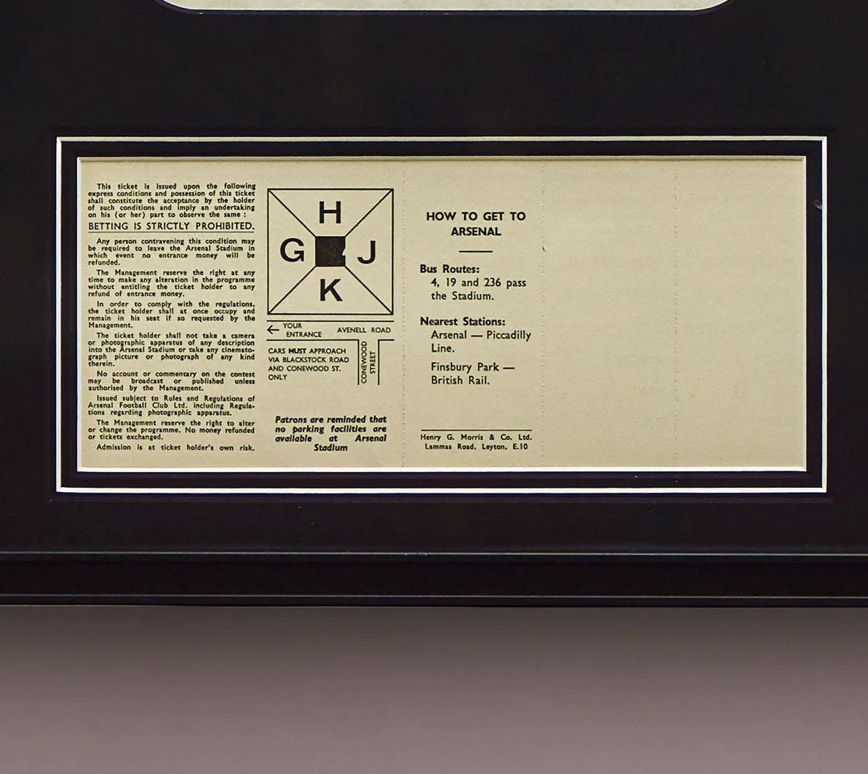 This ticket is issued upon the following
express conditions and possession of this ticket
shall constitute the acceptance by the holder
of such conditions and imply an undertaking
on his (or her) part to observe the same :
BETTING IS STRICTLY PROHIBITED.
Any person contravening this condition may
be required to leave the Arsenal Stadium in
which event no entrance money will be
refunded.
The Management reserve the right at any
time to make any alteration in the programme
without entitling the ticket holder to any
refund of entrance money.
In order to comply with the regulations,
the ticket holder shall at once occupy and
remain in his seat if so requested by the
Management.
The ticket holder shall not take a camera
or photographic apparatus of any description
into the Arsenal Stadium or take any cinemato-
graph picture or photograph of any kind
therein.
No account or commentary on the contest
may be broadcast or published unless
authorised by the Management.
Issued subject to Rules and Regulations of
Arsenal Football Club Ltd. including Regula-
tions regarding photographic apparatus.
The Management reserve the right to alter
or change the programme. No money refunded
or tickets exchanged.
Admission is at ticket holder's own risk.
H
G J
K
← YOUR
ENTRANCE
AVENELL ROAD
CARS MUST APPROACH
VIA BLACKSTOCK ROAD
AND CONEWOOD ST.
ONLY
CONEWOOD
STREET
Patrons are reminded that
no parking facilities are
available at Arsenal
Stadium
HOW TO GET TO
ARSENAL
Bus Routes:
4, 19 and 236 pass
the Stadium.
Nearest Stations:
Arsenal — Piccadilly
Line.
Finsbury Park —
British Rail.
Henry G. Morris & Co. Ltd.
Lammas Road, Leyton, E.10